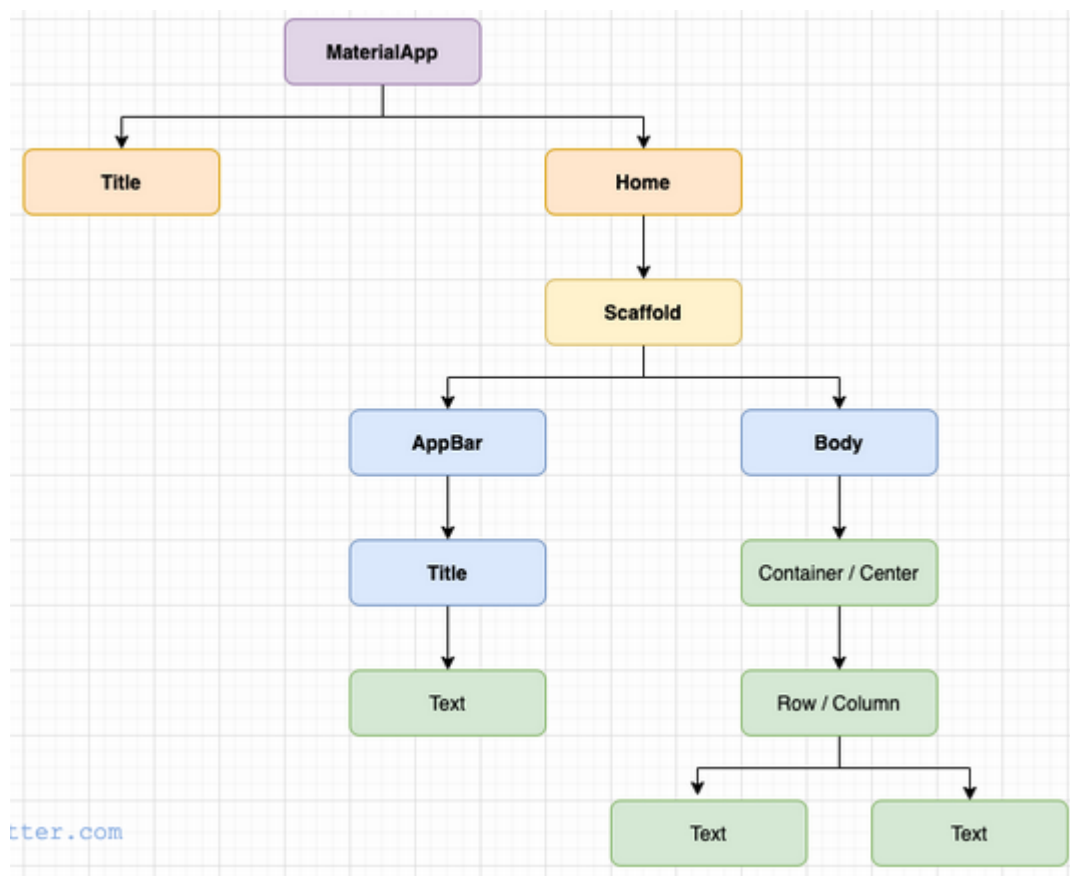 MaterialApp
Title
Home
Scaffold
AppBar
Body
Title
Container / Center
Text
Row / Column
tter.com
Text
Text